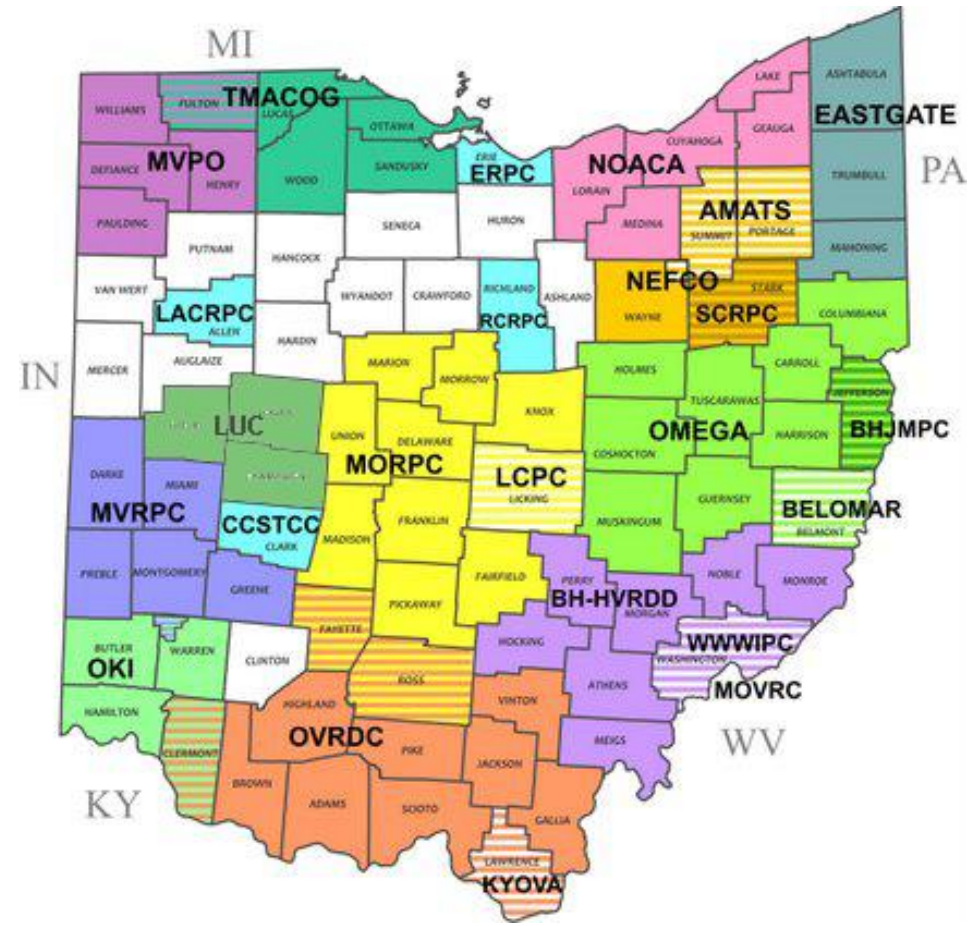 MI
ASHTABULA
LAKE
WILLIAMS
FULTON
TMACOG
LUCAS
EASTGATE
GEAUGA
CUYAHOGA
OTTAWA
ERIE
NOACA
MVPO
DEFIANCE
SANDUSKY
ERPC
PA
TRUMBULL
HENRY
WOOD
LORAIN
AMATS
PAULDING
SENECA
HURON
MEDINA
SUMMIT
PORTAGE
PUTNAM
MAHONING
HANCOCK
NEFCO
VAN WERT
WYANDOT
CRAWFORD
RICHLAND
ASHLAND
STARK
LACRPC
ALLEN
RCRPC
WAYNE
SCRPC
COLUMBIANA
HARDIN
AUGLAIZE
MERCER
IN
MARION
MORROW
HOLMES
CARROLL
JEFFERSON
TUSCARAWAS
KNOX
LUC
UNION
DELAWARE
OMEGA
HARRISON
BHJMPC
COSHOCTON
MORPC
DARKE
MIAMI
LCPC
LICKING
GUERNSEY
BELOMAR
MVRPC
CCSTCC
CLARK
FRANKLIN
MUSKINGUM
BELMONT
MADISON
PREBLE
MONTGOMERY
GREENE
FAIRFIELD
PERRY
NOBLE
MONROE
BH-HVRDD
PICKAWAY
MORGAN
FAYETTE
HOCKING
WWWIPC
BUTLER
WARREN
CLINTON
WASHINGTON
OKI
ROSS
ATHENS
MOVRC
HAMILTON
HIGHLAND
VINTON
OVRDC
MEIGS
WV
CLERMONT
PIKE
JACKSON
BROWN
KY
ADAMS
SCIOTO
GALLIA
LAWRENCE
KYOVA